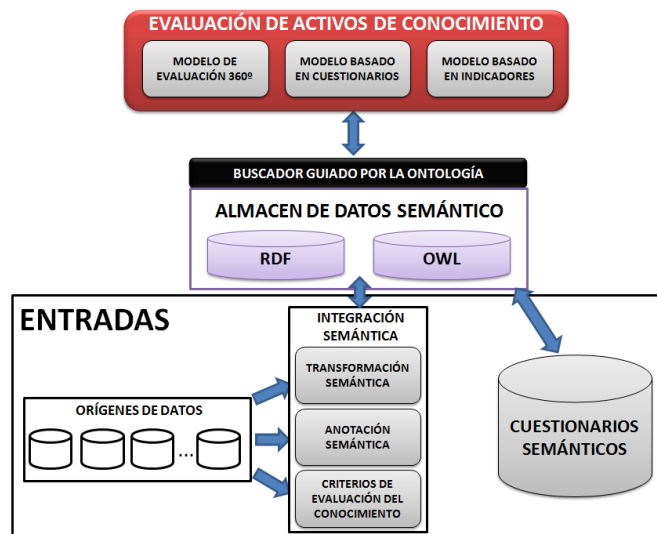 EVALUACIÓN DE ACTIVOS DE CONOCIMIENTO
MODELO DE
EVALUACIÓN 360º
MODELO BASADO
EN CUESTIONARIOS
MODELO BASADO
EN INDICADORES
BUSCADOR GUIADO POR LA ONTOLOGÍA
ALMACEN DE DATOS SEMÁNTICO
RDF
OWL
ENTRADAS
INTEGRACIÓN
SEMÁNTICA
TRANSFORMACIÓN
SEMÁNTICA
ORÍGENES DE DATOS
...
ANOTACIÓN
SEMÁNTICA
CRITERIOS DE
EVALUACIÓN DEL
CONOCIMIENTO
CUESTIONARIOS
SEMÁNTICOS